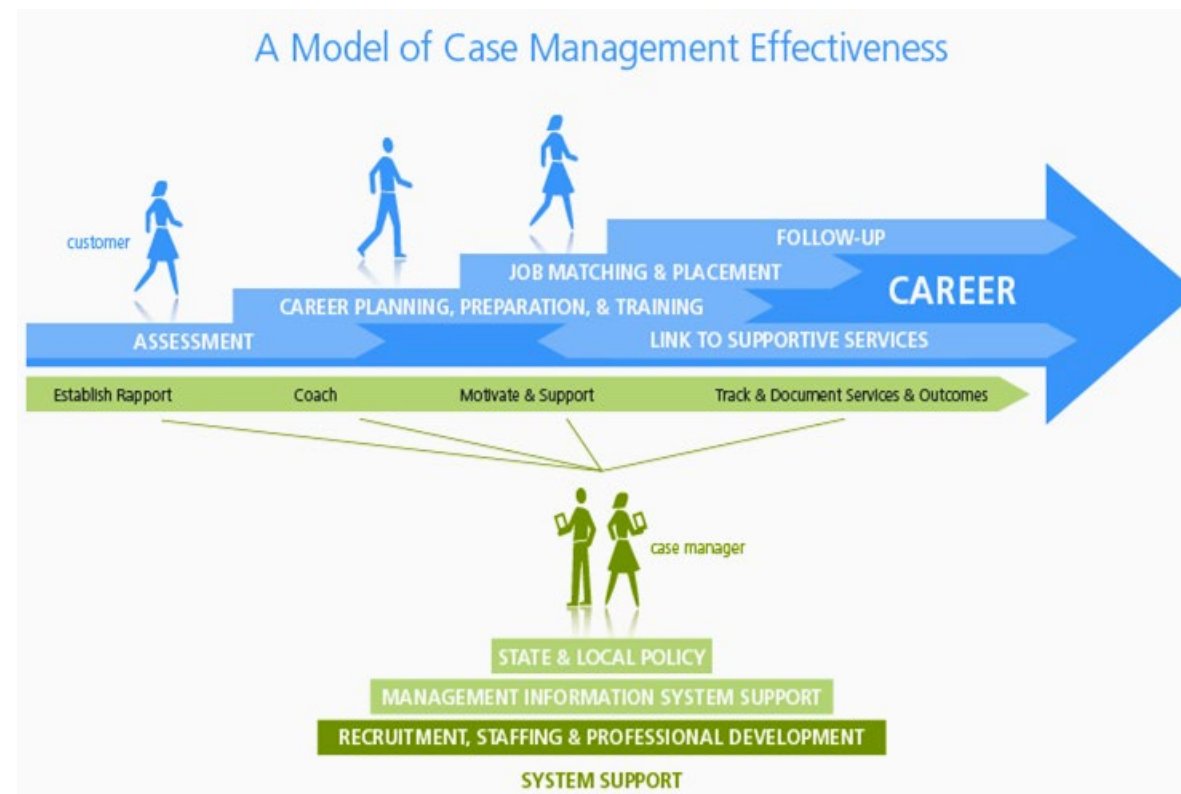 A Model of Case Management Effectiveness
customer
FOLLOW-UP
JOB MATCHING & PLACEMENT
CAREER
CAREER PLANNING, PREPARATION, & TRAINING
ASSESSMENT
LINK TO SUPPORTIVE SERVICES
Establish Rapport
Coach
Motivate & Support
Track & Document Services & Outcomes
case manager
STATE & LOCAL POLICY
MANAGEMENT INFORMATION SYSTEM SUPPORT
RECRUITMENT, STAFFING & PROFESSIONAL DEVELOPMENT
SYSTEM SUPPORT